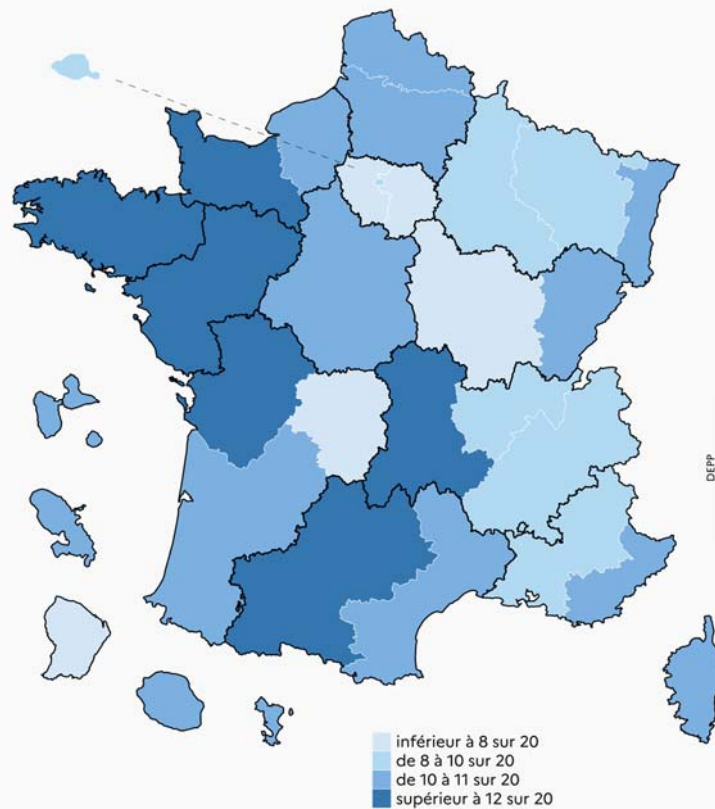 DEPP
inférieur à 8 sur 20
de 8 à 10 sur 20
de 10 à 11 sur 20
supérieur à 12 sur 20